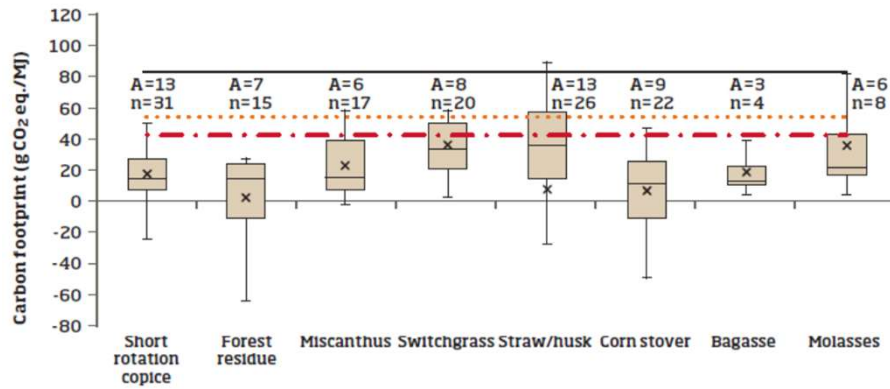 120
100
80
60
40
20
0
-20
-40
-60
-80
Carbon footprint (gCO₂ eq./MJ)
A=13
n=31
A=7
n=15
A=6
n=17
A=8
n=20
A=13
n=26
A=9
n=22
A=3
n=4
A=6
n=8
Short
rotation
copice
Forest
residue
Miscanthus
Switchgrass
Straw/husk
Corn stover
Bagasse
Molasses